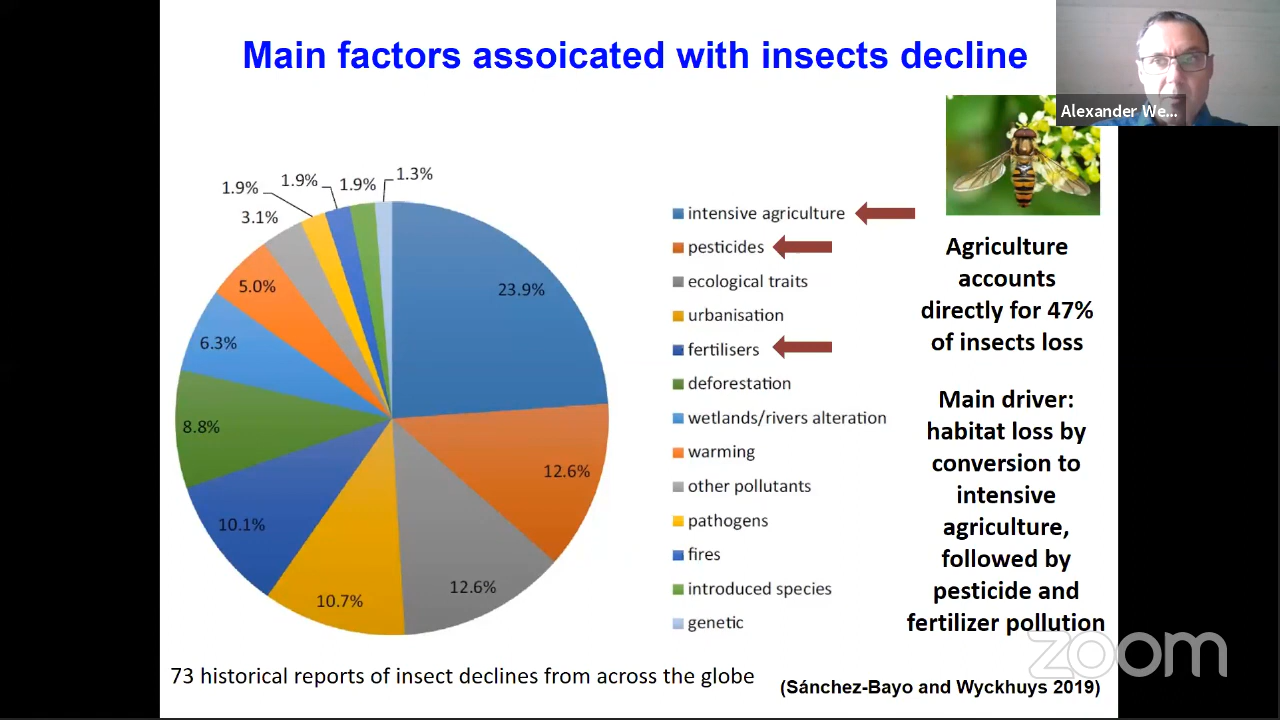 Main factors assoicated with insects decline
Alexander We...
1.9%
1.9%
1.9%
1.3%
3.1%
5.0%
6.3%
8.8%
10.1%
10.7%
12.6%
12.6%
23.9%
intensive agriculture
pesticides
ecological traits
urbanisation
fertilisers
deforestation
wetlands/rivers alteration
warming
other pollutants
pathogens
fires
introduced species
genetic
Agriculture
accounts
directly for 47%
of insects loss
Main driver:
habitat loss by
conversion to
intensive
agriculture,
followed by
pesticide and
fertilizer pollution
73 historical reports of insect declines from across the globe
(Sánchez-Bayo and Wyckhuys 2019)
zoom